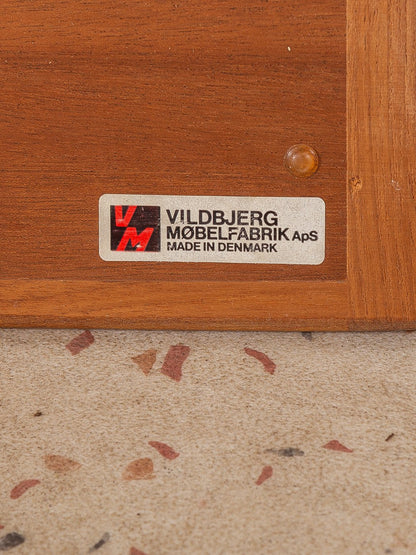 VM
VILDBJERG
MØBELFABRIK ApS
MADE IN DENMARK